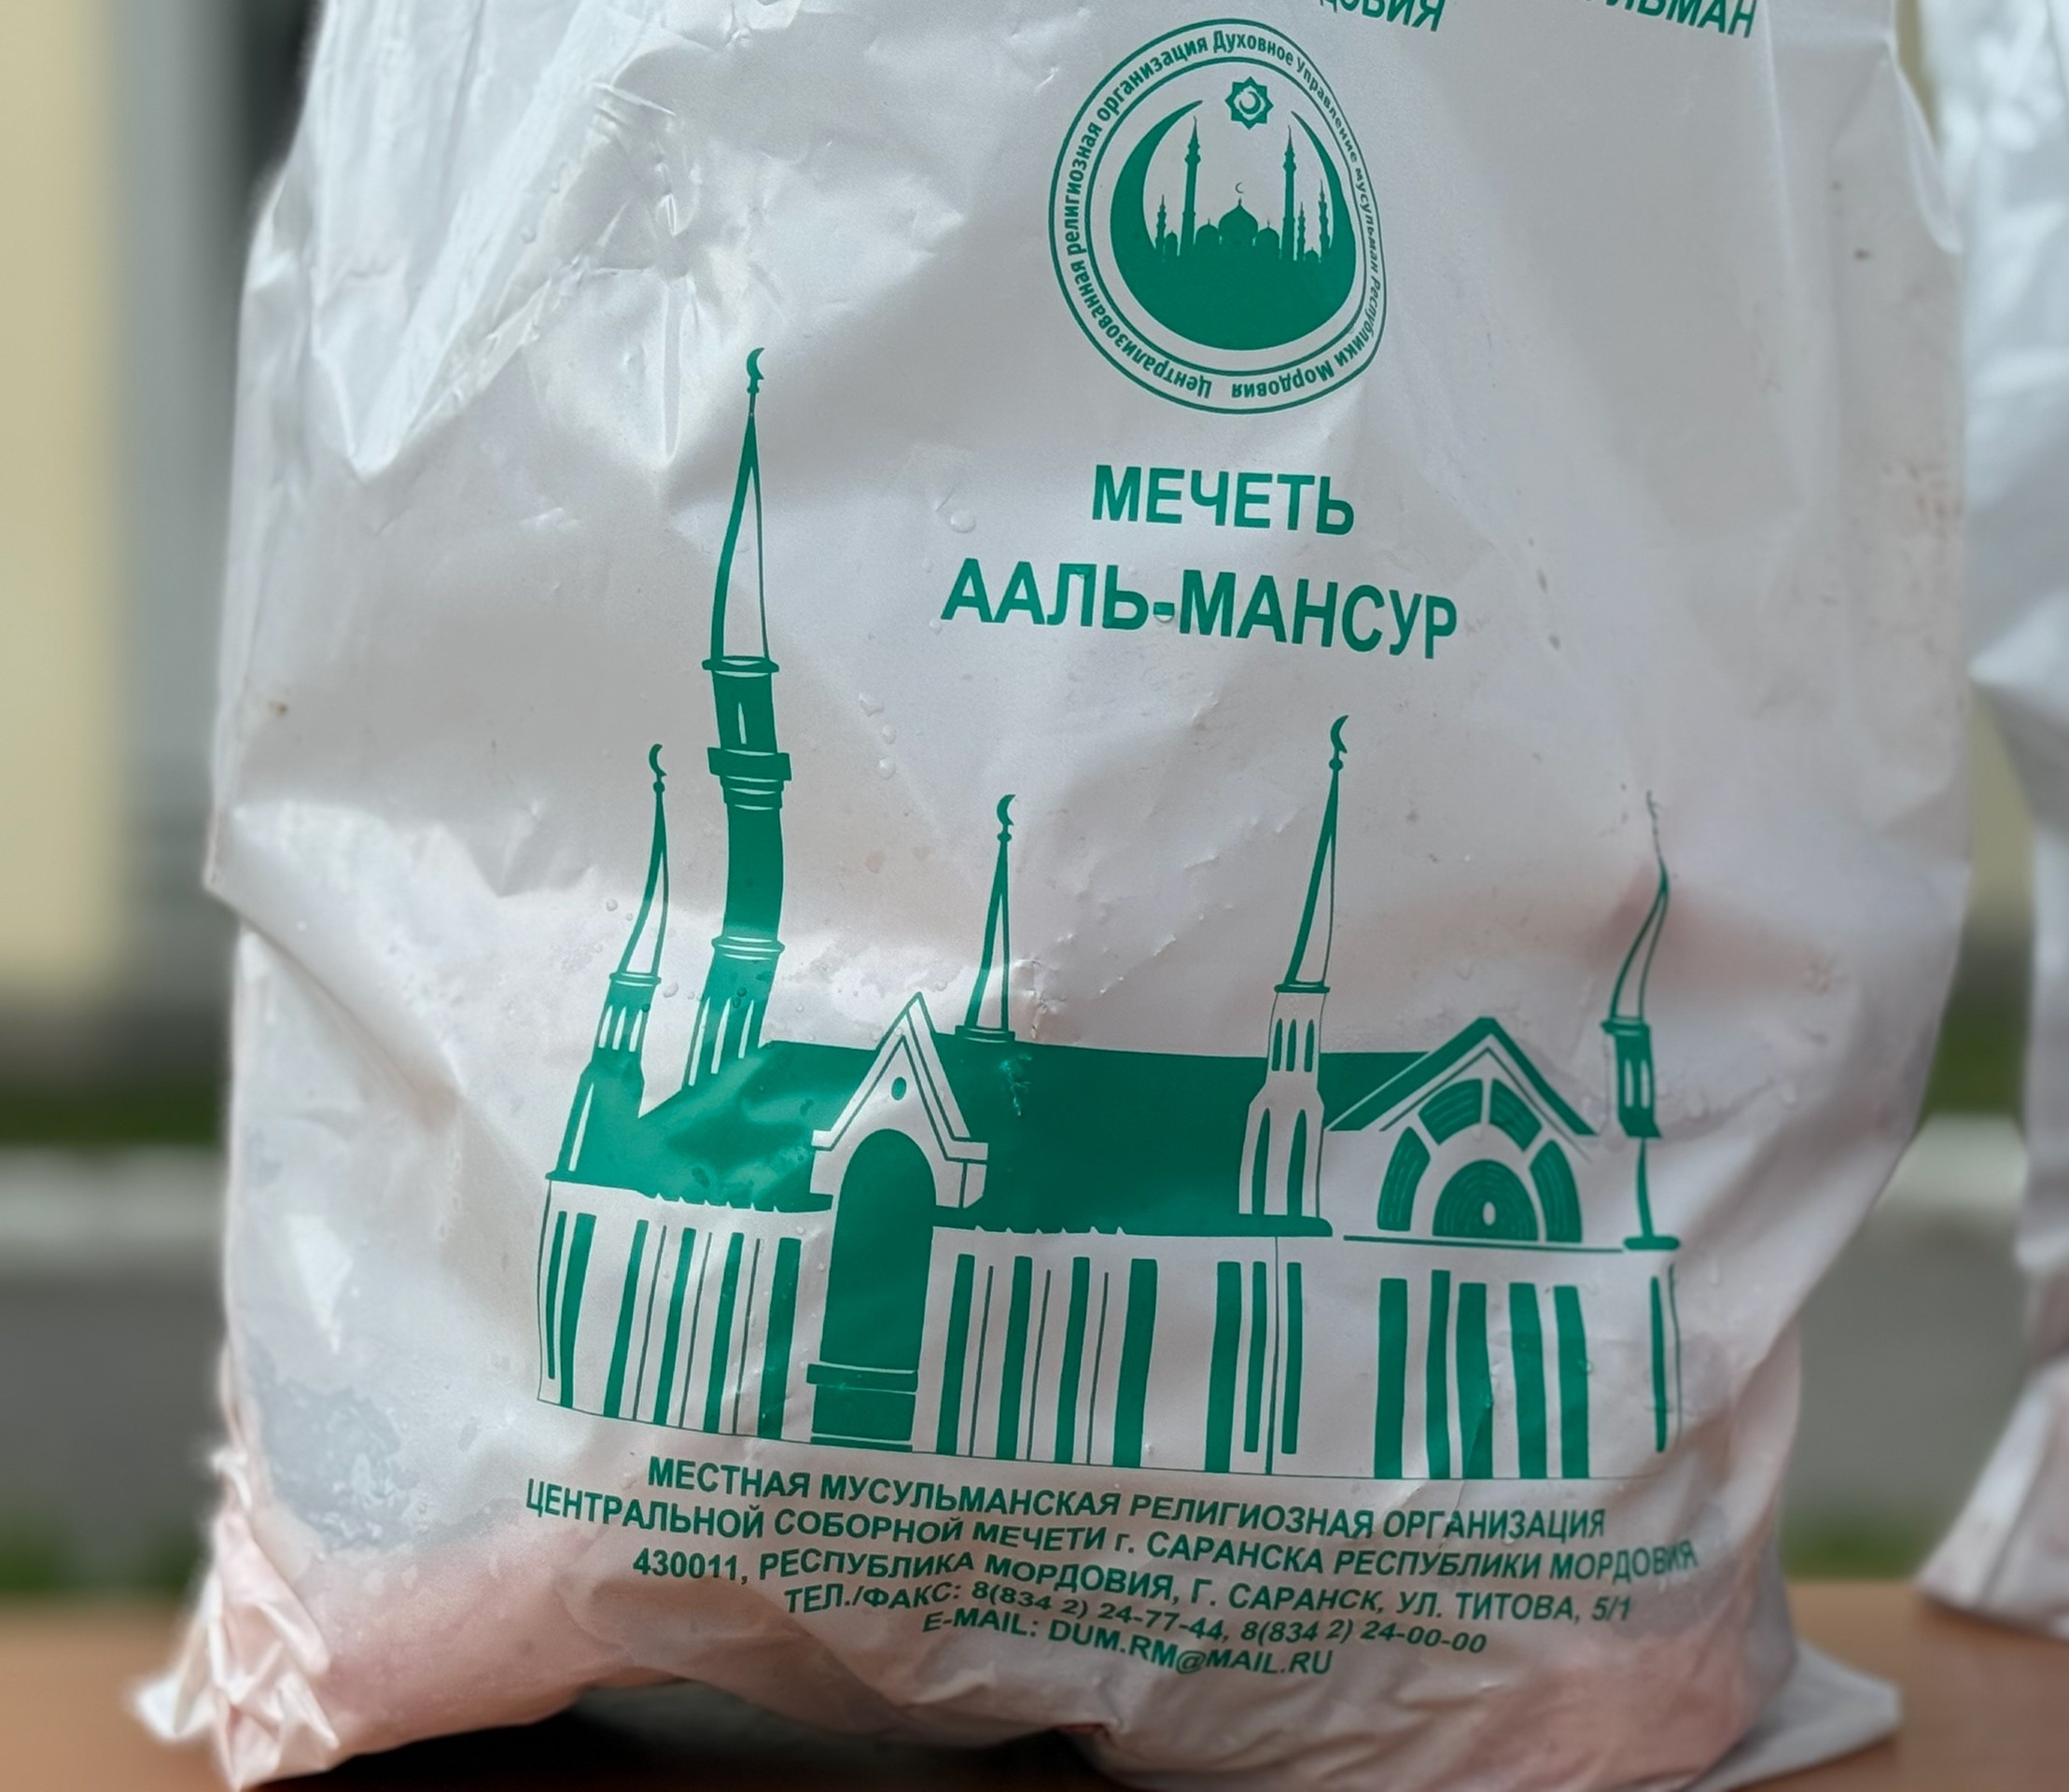 Централизованная религиозная организация Духовное Управление мусульман Республики Мордовия
МЕЧЕТЬ
ААЛЬ-МАНСУР
МЕСТНАЯ МУСУЛЬМАНСКАЯ РЕЛИГИОЗНАЯ ОРГАНИЗАЦИЯ
ЦЕНТРАЛЬНОЙ СОБОРНОЙ МЕЧЕТИ г. САРАНСКА РЕСПУБЛИКИ МОРДОВИЯ
430011, РЕСПУБЛИКА МОРДОВИЯ, Г. САРАНСК, УЛ. ТИТОВА, 5/1
ТЕЛ./ФАКС: 8(834 2) 24-77-44, 8(834 2) 24-00-00
E-MAIL: DUM.RM@MAIL.RU